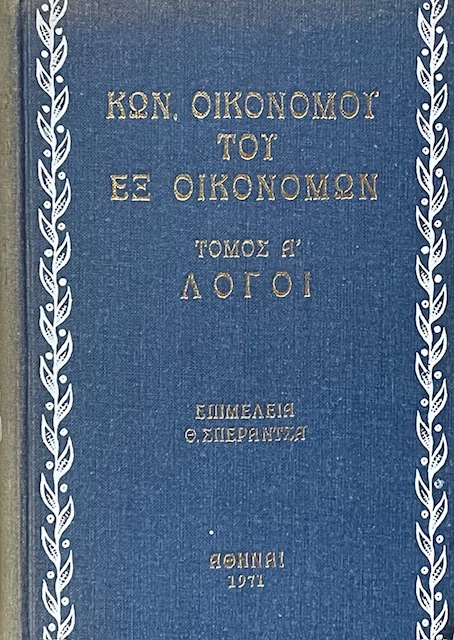 ΚΩΝ. ΟΙΚΟΝΟΜΟΥ
ΤΟΥ
ΕΞ ΟΙΚΟΝΟΜΩΝ
ΤΟΜΟΣ Α'
ΛΟΓΟΙ
ΕΠΙΜΕΛΕΙΑ
Θ. ΣΠΕΡΑΝΤΣΑ
ΑΘΗΝΑΙ
1971